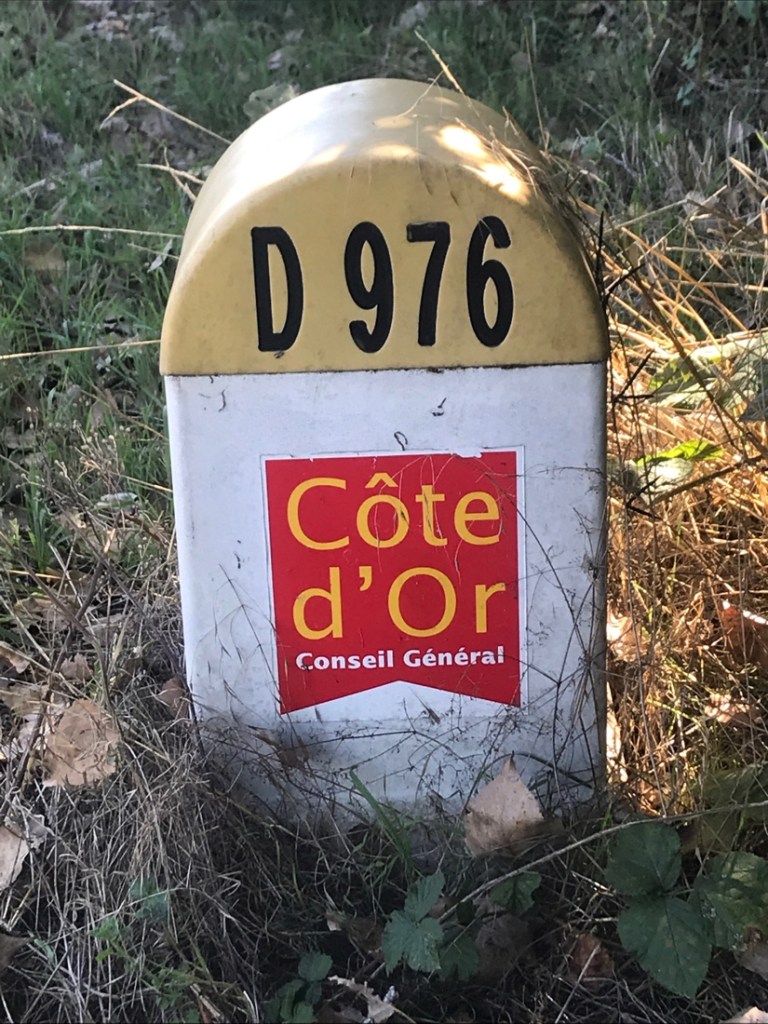 D 976
Côte
d'Or
Conseil Général